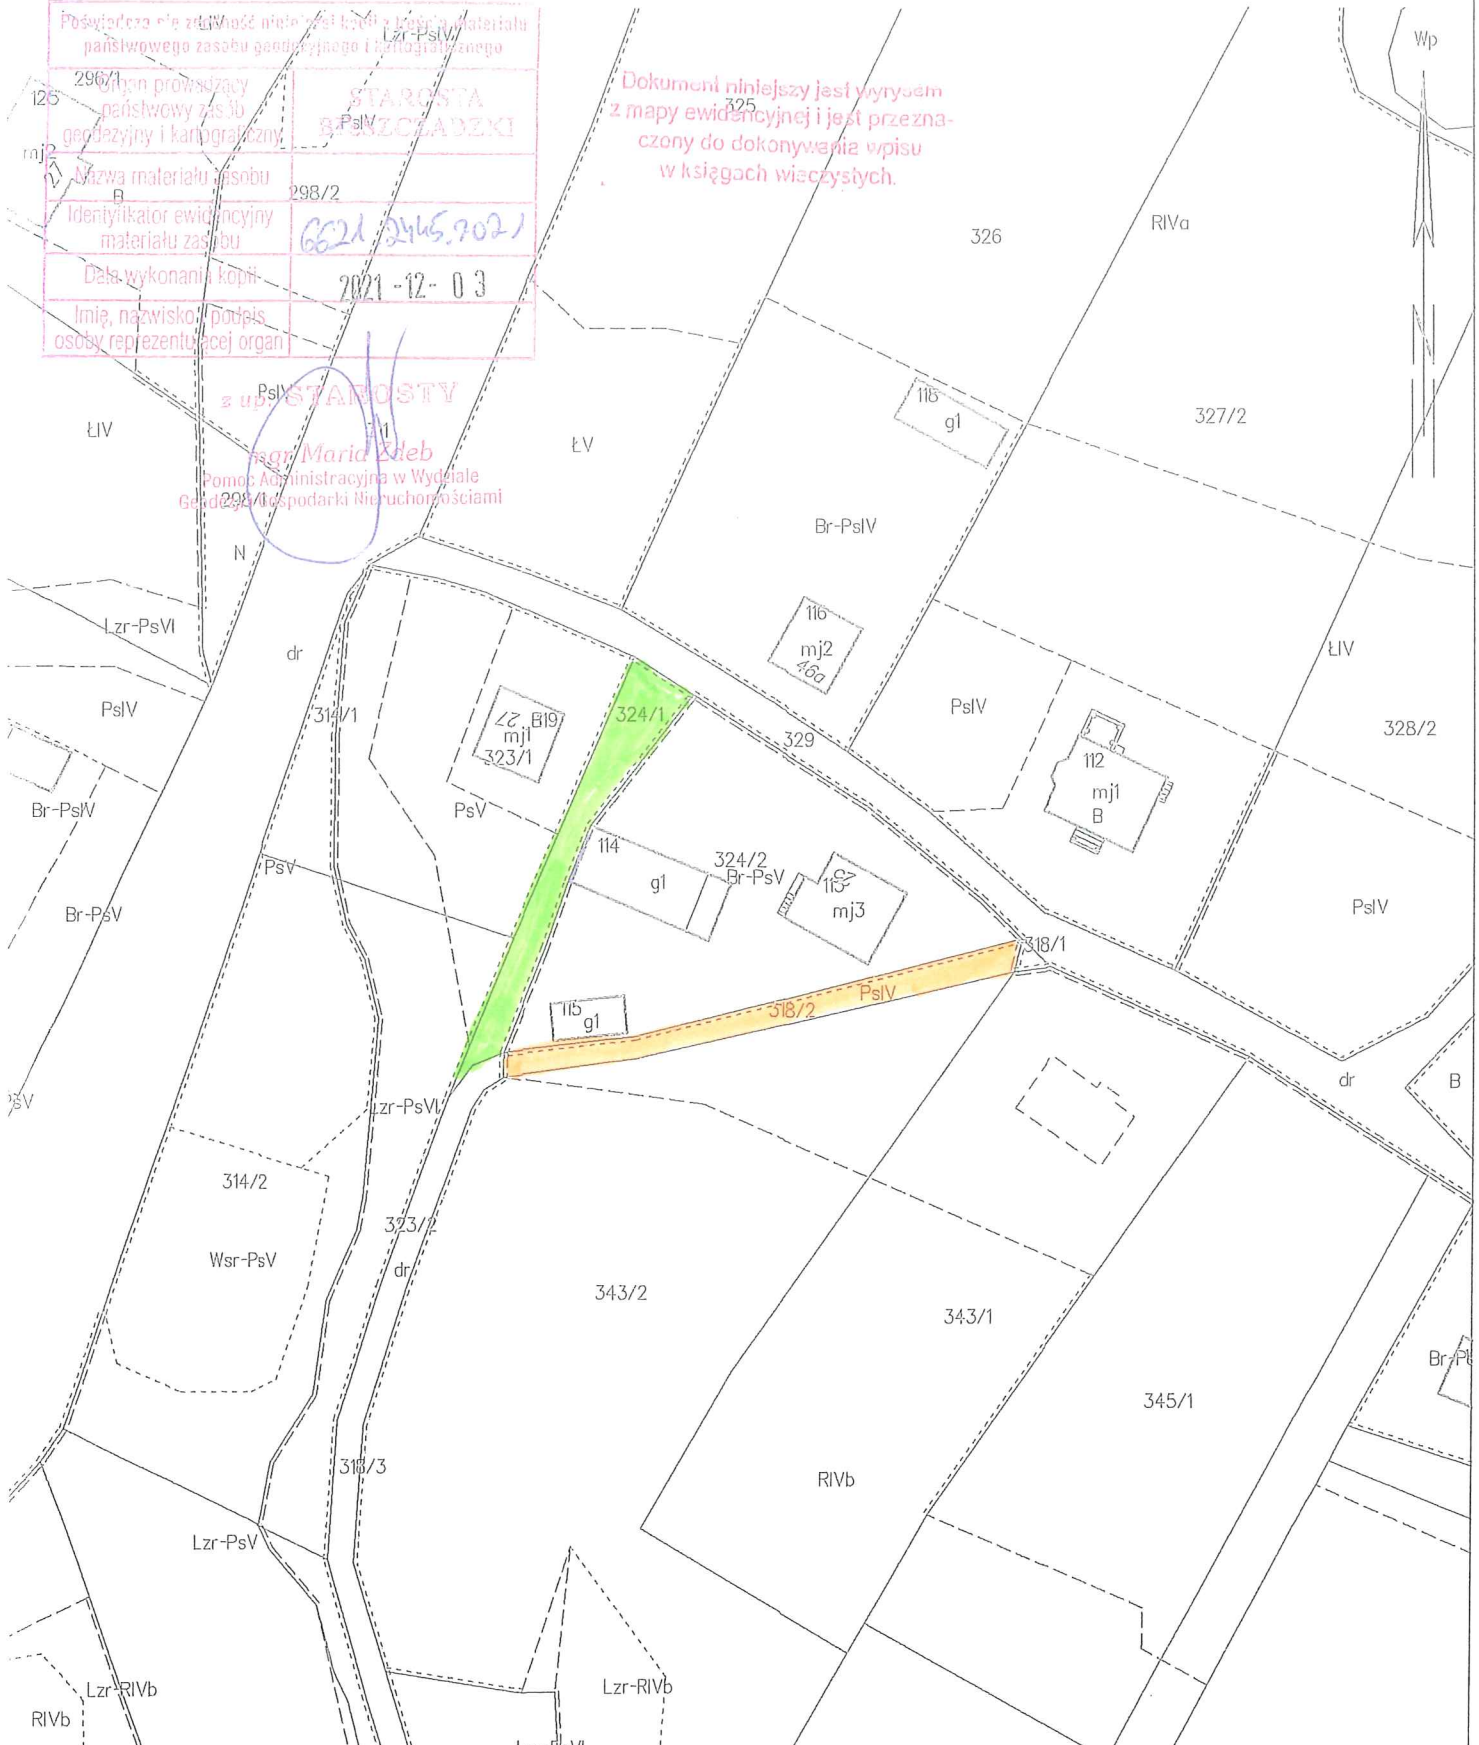 Poświadcza się zgodność niniejszej kopii z treścią materiału
państwowego zasobu geodezyjnego i kartograficznego
Organ prowadzący
państwowy zasób
geodezyjny i kartograficzny
STAROSTA
BIESZCZADZKI
Nazwa materiału zasobu
Identyfikator ewidencyjny
materiału zasobu
6621.2445.2021
Data wykonania kopii
2021 -12- 03
Imię, nazwisko i podpis
osoby reprezentującej organ
z up. STAROSTY
mgr Maria Zdeb
Pomoc Administracyjna w Wydziale
Geodezji i Gospodarki Nieruchomościami
Dokument niniejszy jest wyrysem
z mapy ewidencyjnej i jest przezna-
czony do dokonywania wpisu
w księgach wieczystych.
ŁIV
Lzr-PsIV
Wp
296/1
126
325
PsIV
mj2
27
B
298/2
326
RIVa
PsIV
118
g1
327/2
ŁIV
ŁV
298/1
Br-PsIV
N
116
mj2
46a
Lzr-PsVI
dr
ŁIV
PsIV
314/1
27
B19
mj1
323/1
324/1
329
PsIV
328/2
112
mj1
B
Br-PsIV
PsV
114
g1
324/2
Br-PsV
PsV
113
mj3
Br-PsV
PsIV
318/1
PsIV
318/2
115
g1
dr
B
PsV
Lzr-PsVI
314/2
323/2
Wsr-PsV
dr
343/2
343/1
Br-Ps
345/1
318/3
RIVb
Lzr-PsV
Lzr-RIVb
Lzr-RIVb
RIVb